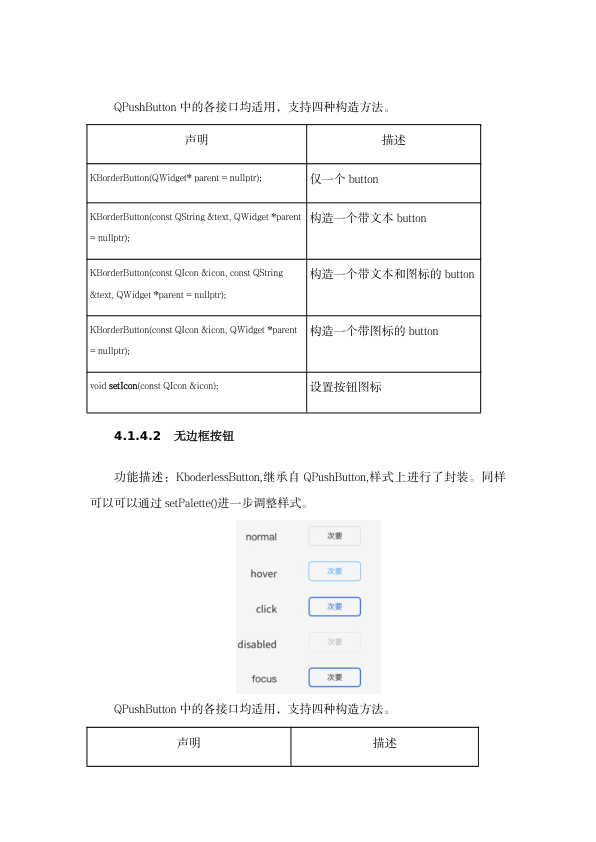 QPushButton 中的各接口均适用，支持四种构造方法。
声明 描述
KBorderButton(QWidget* parent = nullptr); 仅一个 button
KBorderButton(const QString &text, QWidget *parent 构造一个带文本 button
= nullptr);
KBorderButton(const QIcon &icon, const QString 构造一个带文本和图标的 button
&text, QWidget *parent = nullptr);
KBorderButton(const QIcon &icon, QWidget *parent 构造一个带图标的 button
= nullptr);
void setIcon(const QIcon &icon); 设置按钮图标
4.1.4.2 无边框按钮
功能描述：KboderlessButton,继承自 QPushButton,样式上进行了封装。同样
可以可以通过 setPalette()进一步调整样式。
normal 次要
hover 次要
click 次要
disabled 次要
focus 次要
QPushButton 中的各接口均适用，支持四种构造方法。
声明 描述